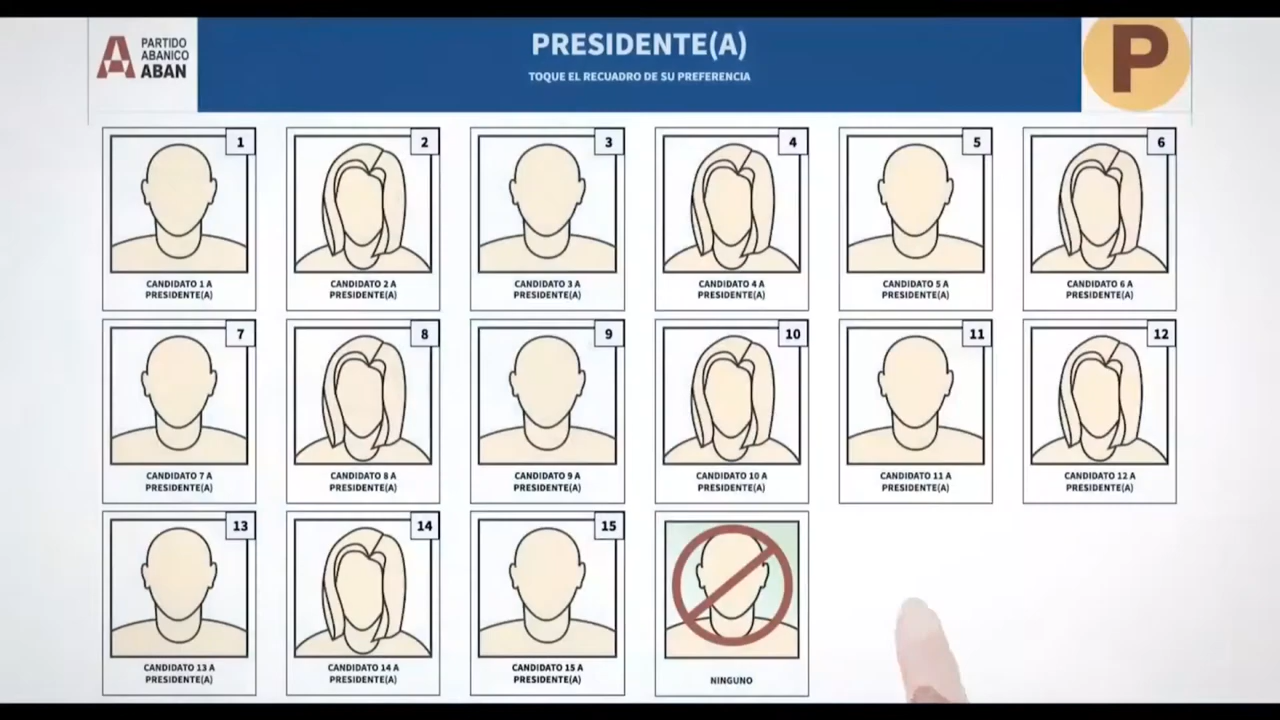 PARTIDO
ABANICO
ABAN
PRESIDENTE(A)
TOQUE EL RECUADRO DE SU PREFERENCIA
P
1
2
3
4
5
6
CANDIDATO 1 A
PRESIDENTE(A)
CANDIDATO 2 A
PRESIDENTE(A)
CANDIDATO 3 A
PRESIDENTE(A)
CANDIDATO 4 A
PRESIDENTE(A)
CANDIDATO 5 A
PRESIDENTE(A)
CANDIDATO 6 A
PRESIDENTE(A)
7
8
9
10
11
12
CANDIDATO 7 A
PRESIDENTE(A)
CANDIDATO 8 A
PRESIDENTE(A)
CANDIDATO 9 A
PRESIDENTE(A)
CANDIDATO 10 A
PRESIDENTE(A)
CANDIDATO 11 A
PRESIDENTE(A)
CANDIDATO 12 A
PRESIDENTE(A)
13
14
15
CANDIDATO 13 A
PRESIDENTE(A)
CANDIDATO 14 A
PRESIDENTE(A)
CANDIDATO 15 A
PRESIDENTE(A)
NINGUNO